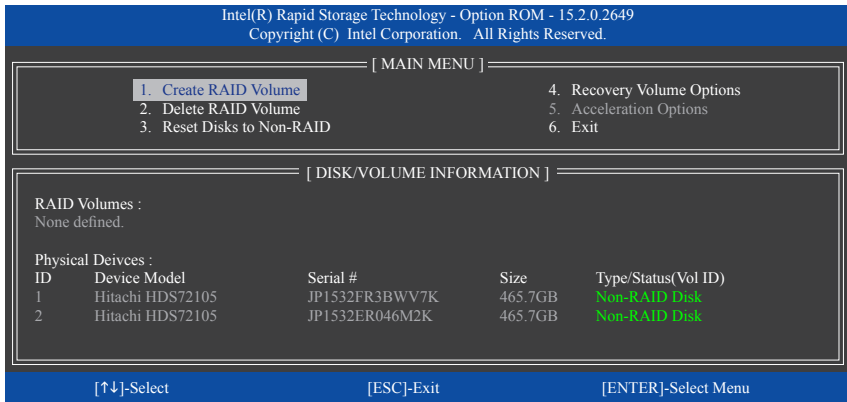 Intel(R) Rapid Storage Technology - Option ROM - 15.2.0.2649
Copyright (C) Intel Corporation. All Rights Reserved.
[ MAIN MENU ]
1. Create RAID Volume
2. Delete RAID Volume
3. Reset Disks to Non-RAID
4. Recovery Volume Options
5. Acceleration Options
6. Exit
[ DISK/VOLUME INFORMATION ]
RAID Volumes :
None defined.
Physical Deivces :
ID Device Model Serial # Size Type/Status(Vol ID)
1 Hitachi HDS72105 JP1532FR3BWV7K 465.7GB Non-RAID Disk
2 Hitachi HDS72105 JP1532ER046M2K 465.7GB Non-RAID Disk
[↑↓]-Select [ESC]-Exit [ENTER]-Select Menu